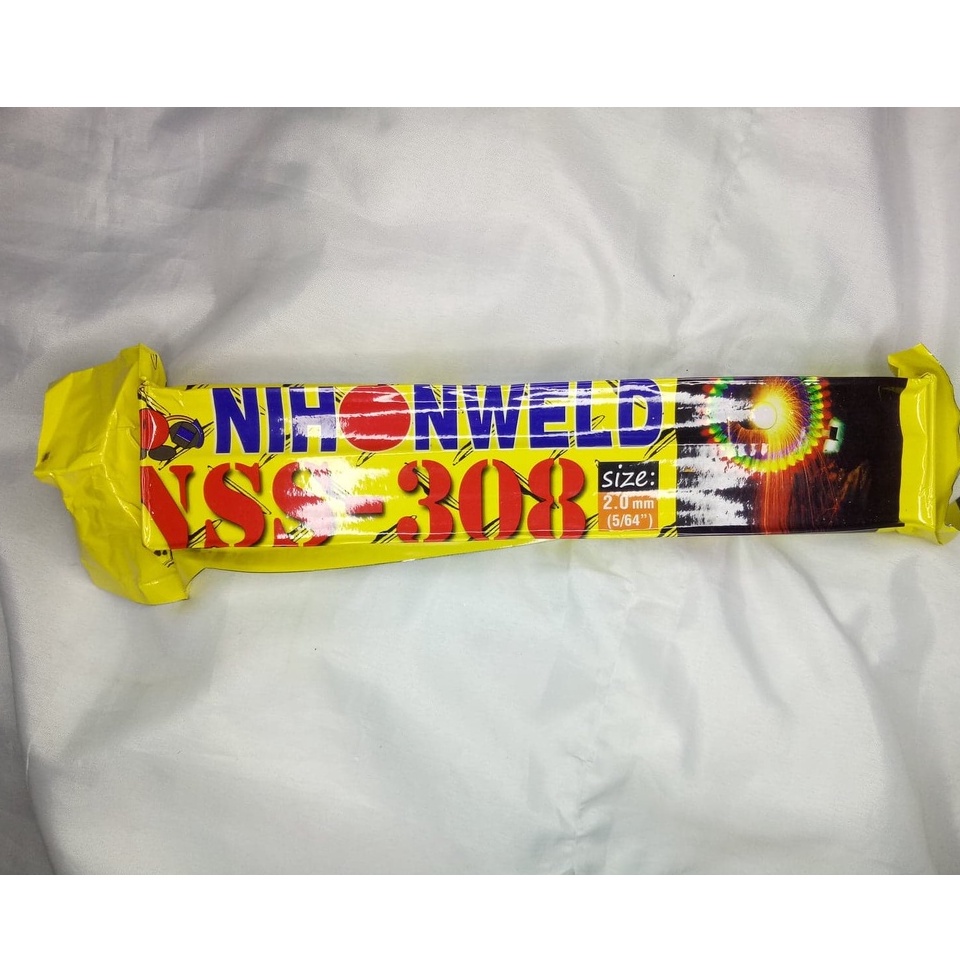 NIHONWELD
NSS-308
size:
2.0 mm
(5/64")